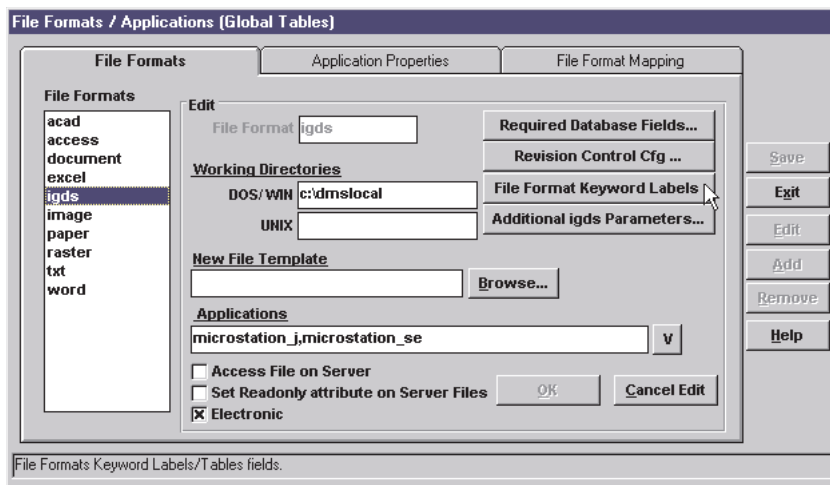 File Formats / Applications (Global Tables)
File Formats
Application Properties
File Format Mapping
File Formats
acad
access
document
excel
igds
image
paper
raster
txt
word
Edit
File Format igds
Required Database Fields...
Revision Control Cfg ...
File Format Keyword Labels
Additional igds Parameters...
Working Directories
DOS/ WIN c:\dmslocal
UNIX
New File Template
Browse...
Applications
microstation_j,microstation_se
V
Access File on Server
Set Readonly attribute on Server Files
Electronic
OK
Cancel Edit
Save
Exit
Edit
Add
Remove
Help
File Formats Keyword Labels/Tables fields.